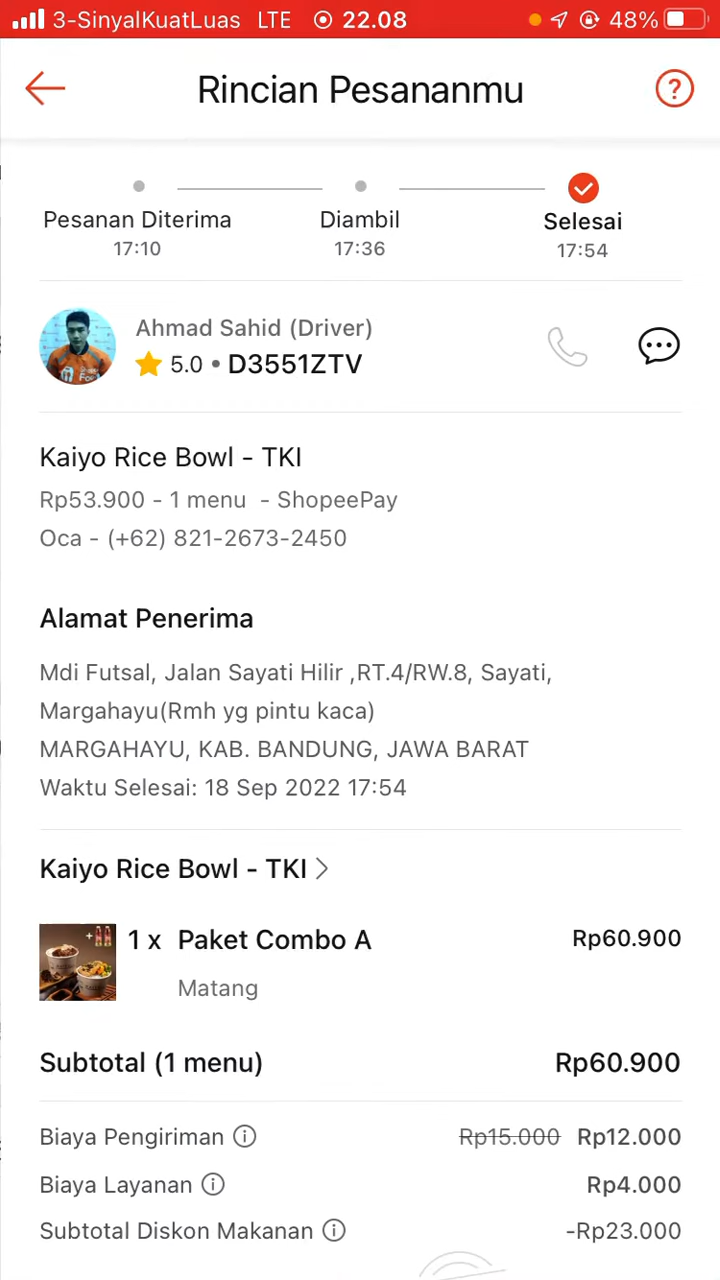 3-SinyalKuatLuas LTE 22.08 48%
Rincian Pesananmu ?
Pesanan Diterima Diambil Selesai
17:10 17:36 17:54
Ahmad Sahid (Driver)
5.0 • D3551ZTV
Kaiyo Rice Bowl - TKI
Rp53.900 - 1 menu - ShopeePay
Oca - (+62) 821-2673-2450
Alamat Penerima
Mdi Futsal, Jalan Sayati Hilir ,RT.4/RW.8, Sayati,
Margahayu(Rmh yg pintu kaca)
MARGAHAYU, KAB. BANDUNG, JAWA BARAT
Waktu Selesai: 18 Sep 2022 17:54
Kaiyo Rice Bowl - TKI >
1 x Paket Combo A Rp60.900
Matang
Subtotal (1 menu) Rp60.900
Biaya Pengiriman Rp15.000 Rp12.000
Biaya Layanan Rp4.000
Subtotal Diskon Makanan -Rp23.000